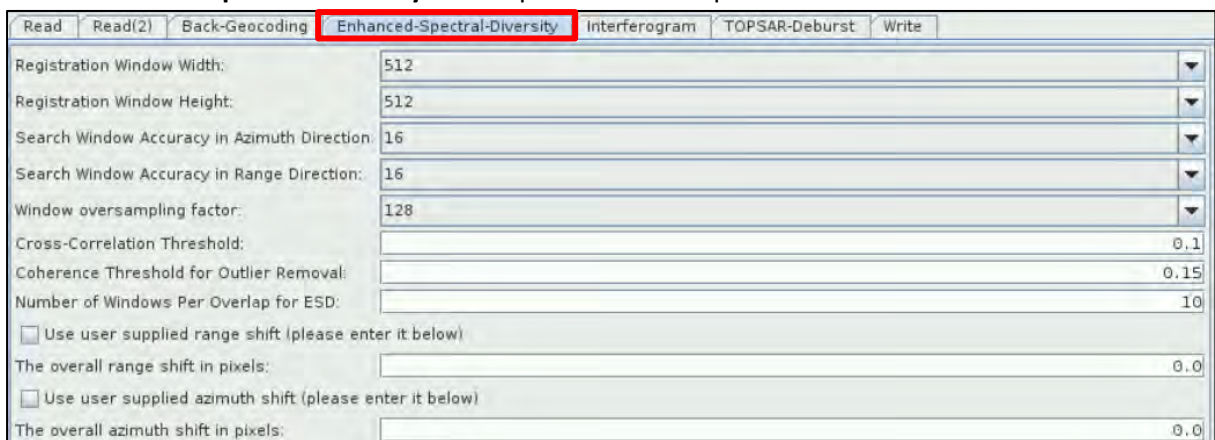 Read Read(2) Back-Geocoding Enhanced-Spectral-Diversity Interferogram TOPSAR-Deburst Write
Registration Window Width: 512
Registration Window Height: 512
Search Window Accuracy in Azimuth Direction: 16
Search Window Accuracy in Range Direction: 16
Window oversampling factor: 128
Cross-Correlation Threshold: 0.1
Coherence Threshold for Outlier Removal: 0.15
Number of Windows Per Overlap for ESD: 10
Use user supplied range shift (please enter it below)
The overall range shift in pixels: 0.0
Use user supplied azimuth shift (please enter it below)
The overall azimuth shift in pixels: 0.0